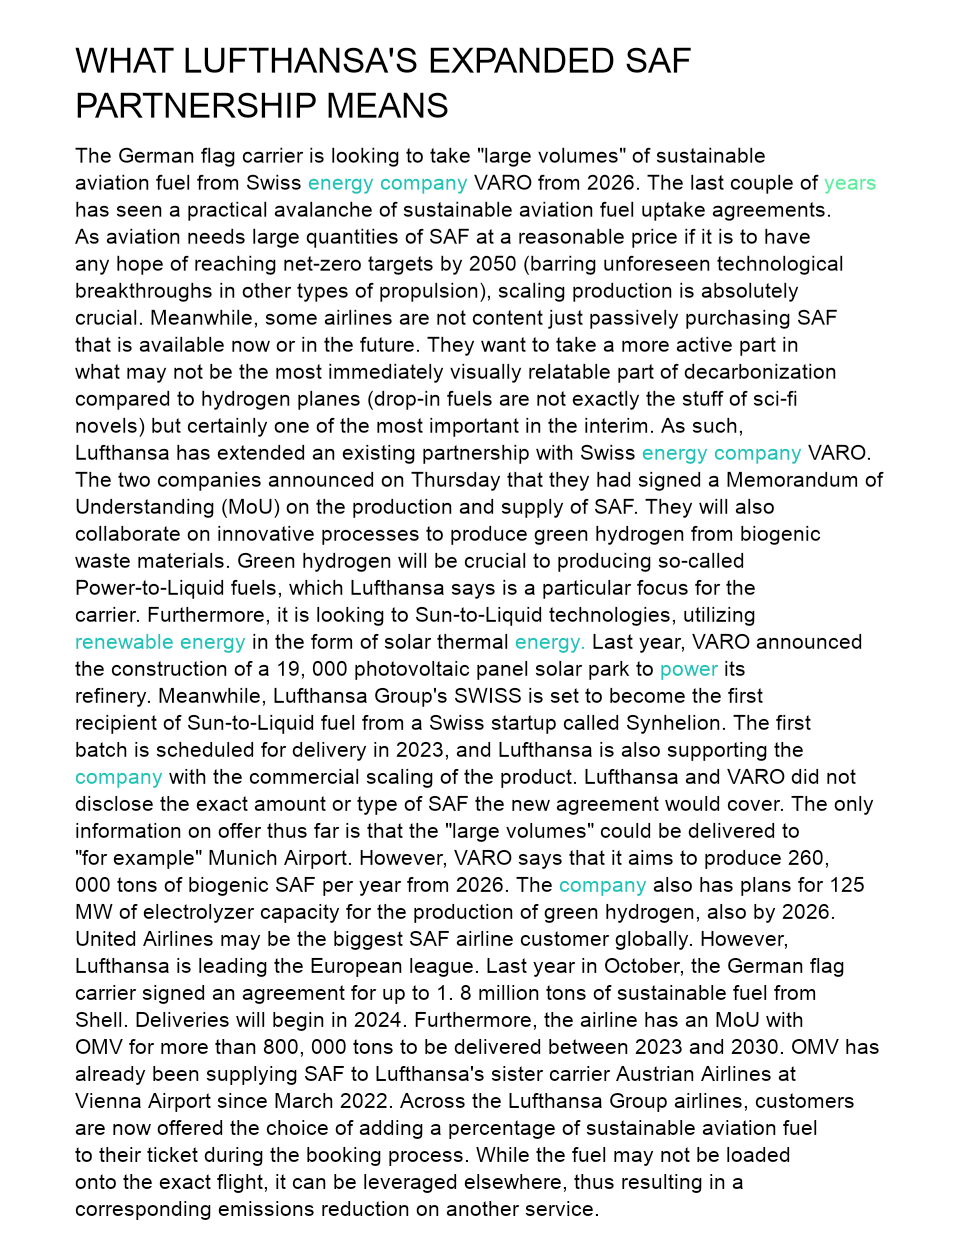 WHAT LUFTHANSA'S EXPANDED SAF
PARTNERSHIP MEANS
The German flag carrier is looking to take "large volumes" of sustainable
aviation fuel from Swiss energy company VARO from 2026. The last couple of years
has seen a practical avalanche of sustainable aviation fuel uptake agreements.
As aviation needs large quantities of SAF at a reasonable price if it is to have
any hope of reaching net-zero targets by 2050 (barring unforeseen technological
breakthroughs in other types of propulsion), scaling production is absolutely
crucial. Meanwhile, some airlines are not content just passively purchasing SAF
that is available now or in the future. They want to take a more active part in
what may not be the most immediately visually relatable part of decarbonization
compared to hydrogen planes (drop-in fuels are not exactly the stuff of sci-fi
novels) but certainly one of the most important in the interim. As such,
Lufthansa has extended an existing partnership with Swiss energy company VARO.
The two companies announced on Thursday that they had signed a Memorandum of
Understanding (MoU) on the production and supply of SAF. They will also
collaborate on innovative processes to produce green hydrogen from biogenic
waste materials. Green hydrogen will be crucial to producing so-called
Power-to-Liquid fuels, which Lufthansa says is a particular focus for the
carrier. Furthermore, it is looking to Sun-to-Liquid technologies, utilizing
renewable energy in the form of solar thermal energy. Last year, VARO announced
the construction of a 19, 000 photovoltaic panel solar park to power its
refinery. Meanwhile, Lufthansa Group's SWISS is set to become the first
recipient of Sun-to-Liquid fuel from a Swiss startup called Synhelion. The first
batch is scheduled for delivery in 2023, and Lufthansa is also supporting the
company with the commercial scaling of the product. Lufthansa and VARO did not
disclose the exact amount or type of SAF the new agreement would cover. The only
information on offer thus far is that the "large volumes" could be delivered to
"for example" Munich Airport. However, VARO says that it aims to produce 260,
000 tons of biogenic SAF per year from 2026. The company also has plans for 125
MW of electrolyzer capacity for the production of green hydrogen, also by 2026.
United Airlines may be the biggest SAF airline customer globally. However,
Lufthansa is leading the European league. Last year in October, the German flag
carrier signed an agreement for up to 1. 8 million tons of sustainable fuel from
Shell. Deliveries will begin in 2024. Furthermore, the airline has an MoU with
OMV for more than 800, 000 tons to be delivered between 2023 and 2030. OMV has
already been supplying SAF to Lufthansa's sister carrier Austrian Airlines at
Vienna Airport since March 2022. Across the Lufthansa Group airlines, customers
are now offered the choice of adding a percentage of sustainable aviation fuel
to their ticket during the booking process. While the fuel may not be loaded
onto the exact flight, it can be leveraged elsewhere, thus resulting in a
corresponding emissions reduction on another service.